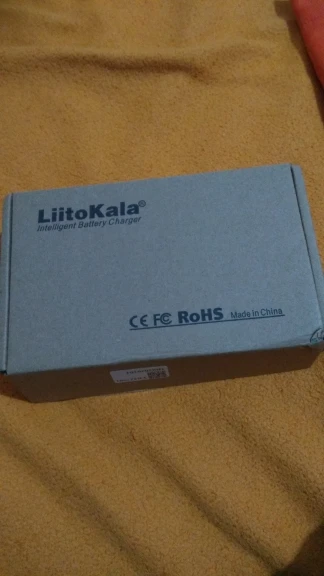 LiitoKala®
Intelligent Battery Charger
CE FC RoHS Made in China